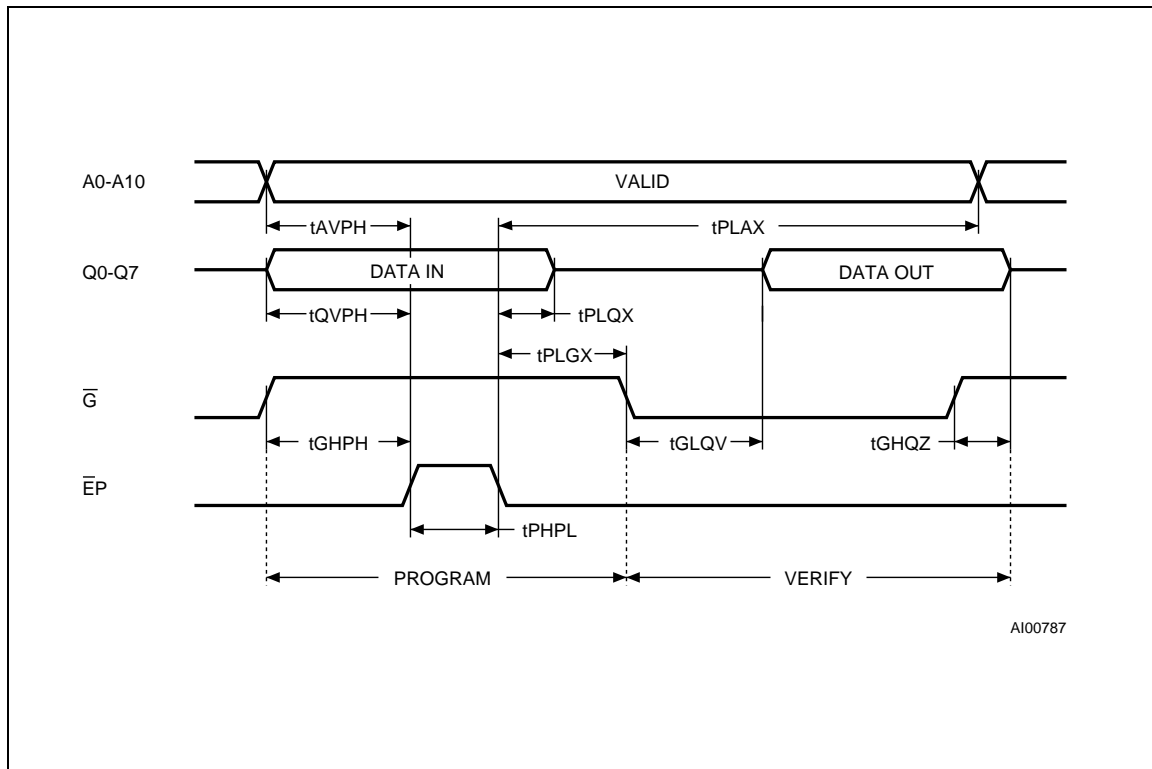 A0-A10
VALID
tAVPH
tPLAX
Q0-Q7
DATA IN
DATA OUT
tQVPH
tPLQX
tPLGX
G̅
tGHPH
tGLQV
tGHQZ
E̅P
tPHPL
PROGRAM
VERIFY
AI00787